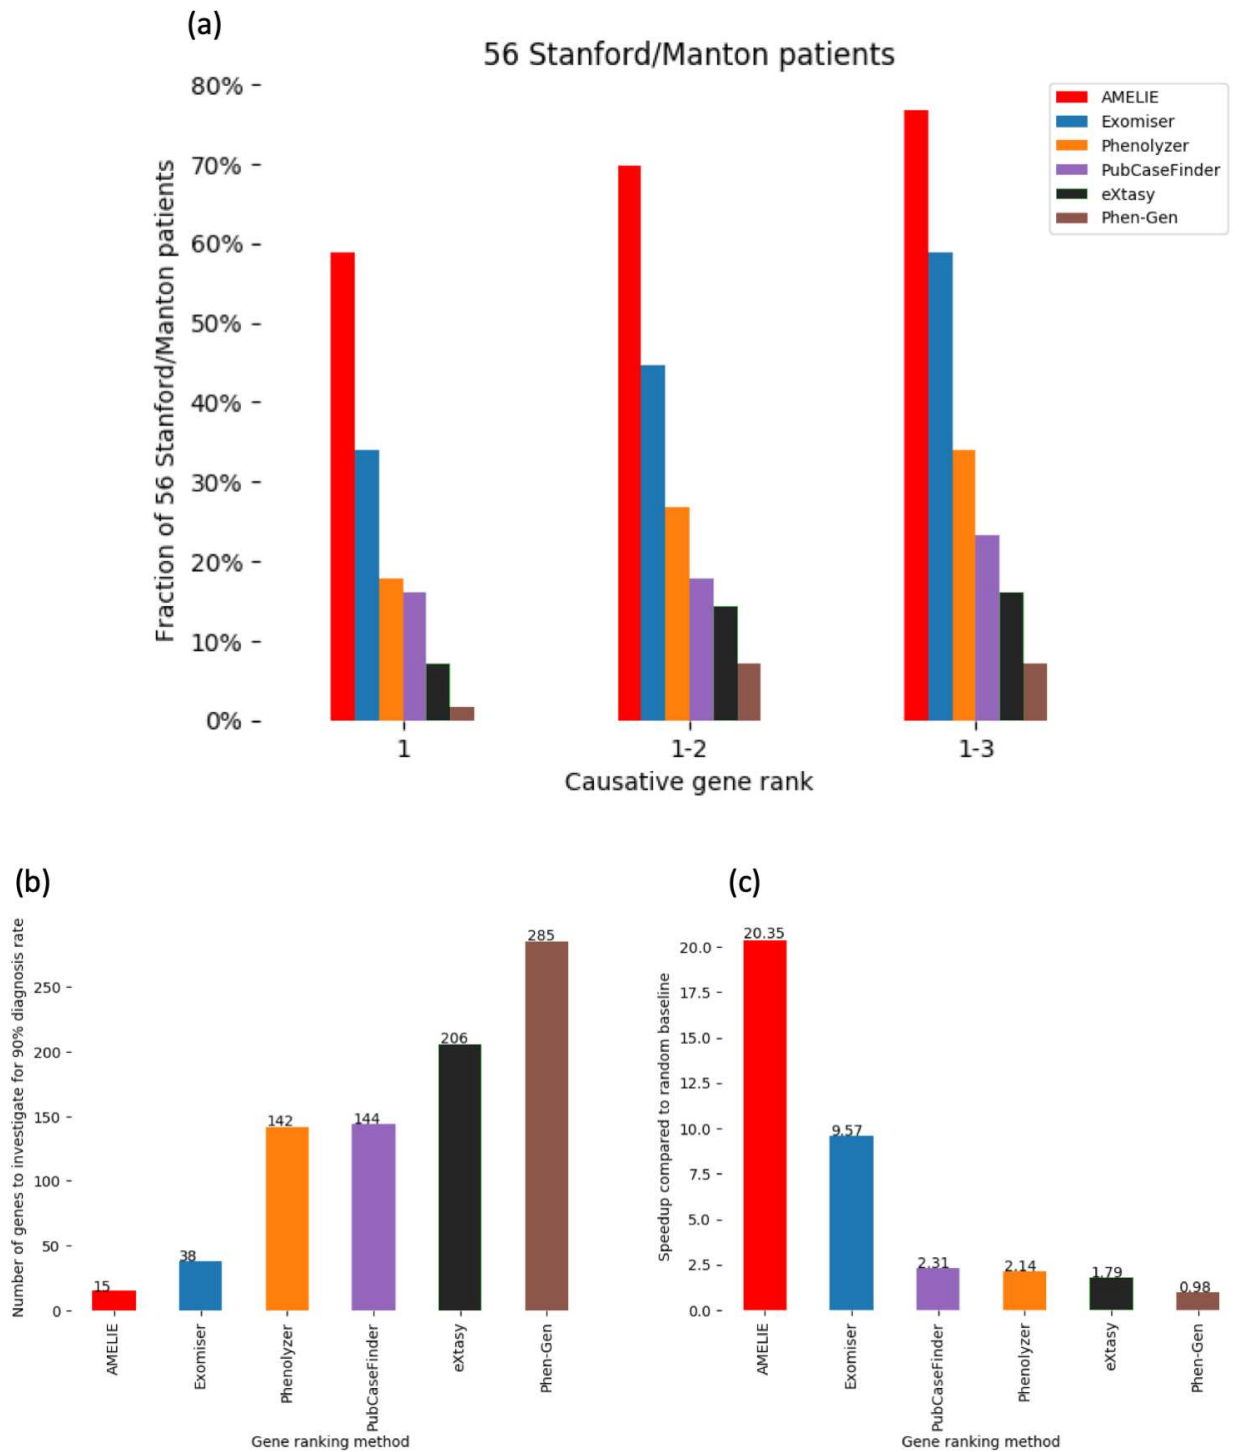 (a)
56 Stanford/Manton patients
80%
70%
60%
50%
40%
30%
20%
10%
0%
Fraction of 56 Stanford/Manton patients
1
1-2
1-3
Causative gene rank
AMELIE
Exomiser
Phenolyzer
PubCaseFinder
eXtasy
Phen-Gen
(b)
Number of genes to investigate for 90% diagnosis rate
250
200
150
100
50
0
15
38
142
144
206
285
AMELIE
Exomiser
Phenolyzer
PubCaseFinder
eXtasy
Phen-Gen
Gene ranking method
(c)
Speedup compared to random baseline
20.0
17.5
15.0
12.5
10.0
7.5
5.0
2.5
0.0
20.35
9.57
2.31
2.14
1.79
0.98
AMELIE
Exomiser
PubCaseFinder
Phenolyzer
eXtasy
Phen-Gen
Gene ranking method